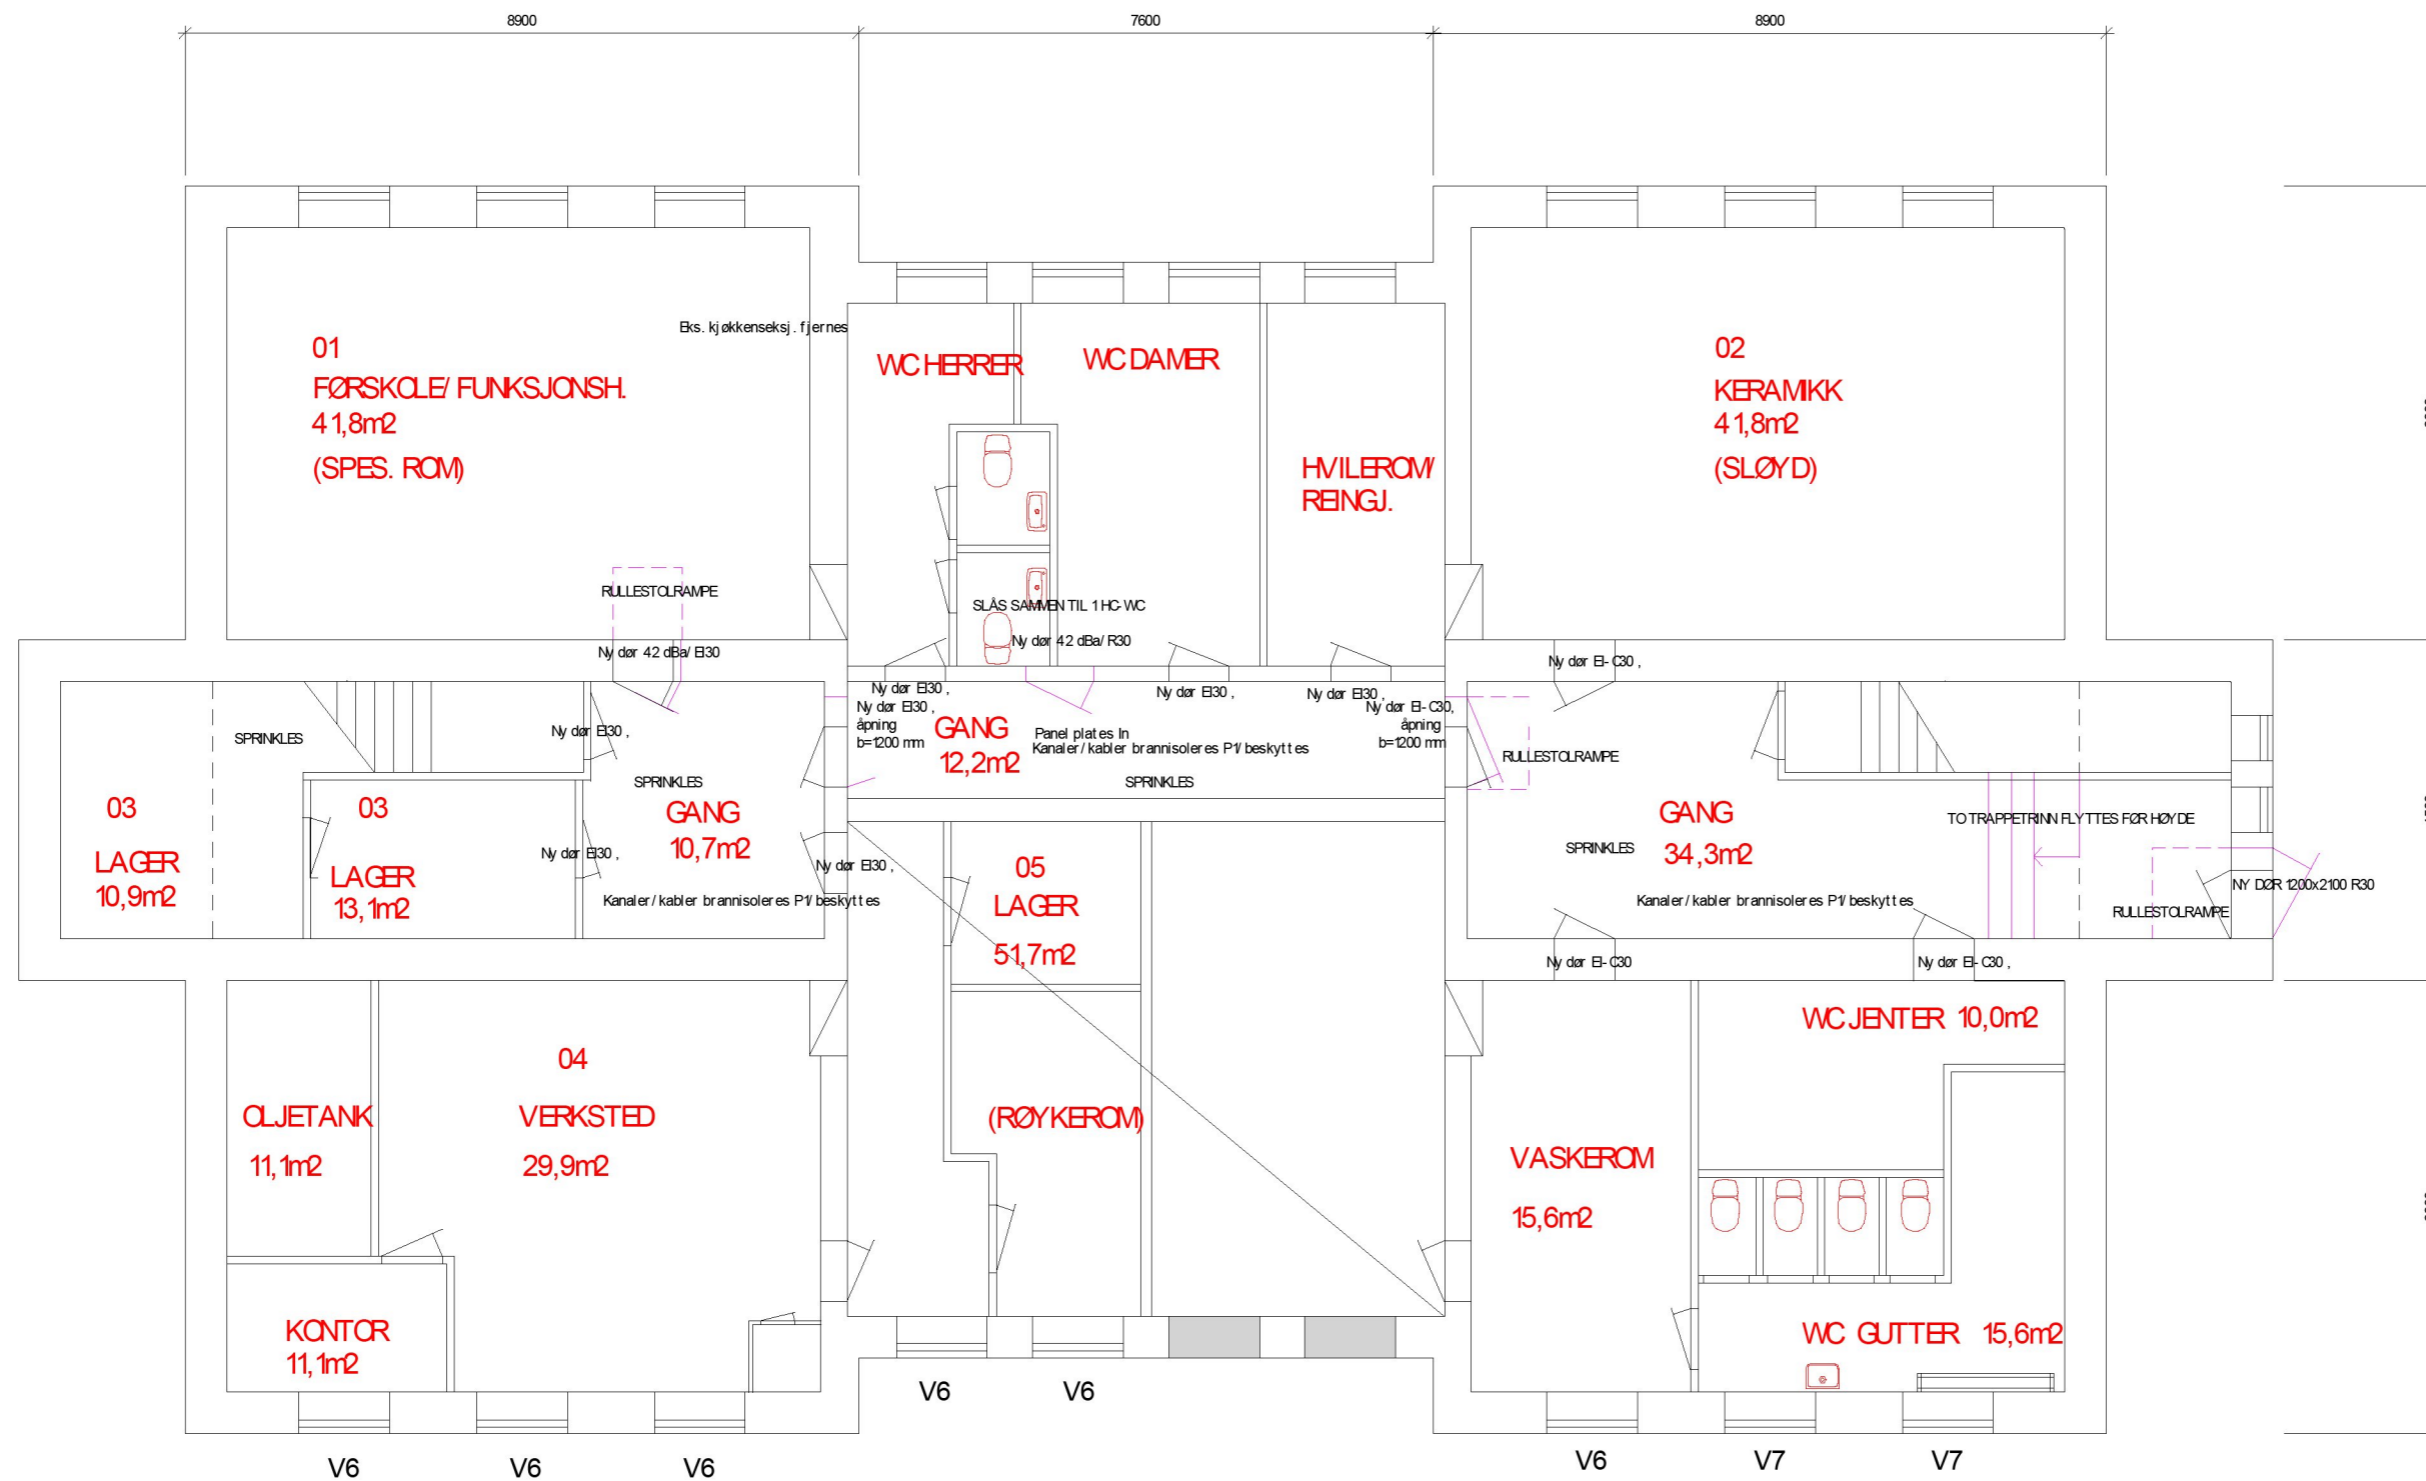 8900
7600
8900
Eks. kjøkkenseksj. fjernes
01
FØRSKOLE/ FUNKSJONSH.
41,8m2
(SPES. ROM)
WC HERRER
WC DAMER
HVILEROM/
REINGJ.
02
KERAMIKK
41,8m2
(SLØYD)
RULLESTOLRAMPE
SLÅS SAMMEN TIL 1 HC-WC
Ny dør 42 dBa/ R30
Ny dør 42 dBa/ EI30
Ny dør EI-C30,
Ny dør EI30,
Ny dør EI30,
åpning
b=1200 mm
Ny dør EI30,
Ny dør EI30,
Ny dør EI-C30,
åpning
b=1200 mm
SPRINKLES
Ny dør EI30,
GANG
12,2m2
Panel plates In
Kanaler/kabler brannisoleres P1/beskyttes
SPRINKLES
RULLESTOLRAMPE
SPRINKLES
03
LAGER
10,9m2
03
LAGER
13,1m2
GANG
10,7m2
Ny dør EI30,
Ny dør EI30,
Kanaler/kabler brannisoleres P1/beskyttes
05
LAGER
51,7m2
GANG
34,3m2
SPRINKLES
TO TRAPPETRINN FLYTTES FØR HØYDE
NY DØR 1200x2100 R30
Kanaler/kabler brannisoleres P1/beskyttes
RULLESTOLRAMPE
Ny dør EI-C30
Ny dør EI-C30,
04
VERKSTED
29,9m2
OLJETANK
11,1m2
(RØYKEROM)
VASKEROM
15,6m2
WC JENTER 10,0m2
KONTOR
11,1m2
WC GUTTER 15,6m2
V6
V6
V6
V6
V6
V6
V7
V7